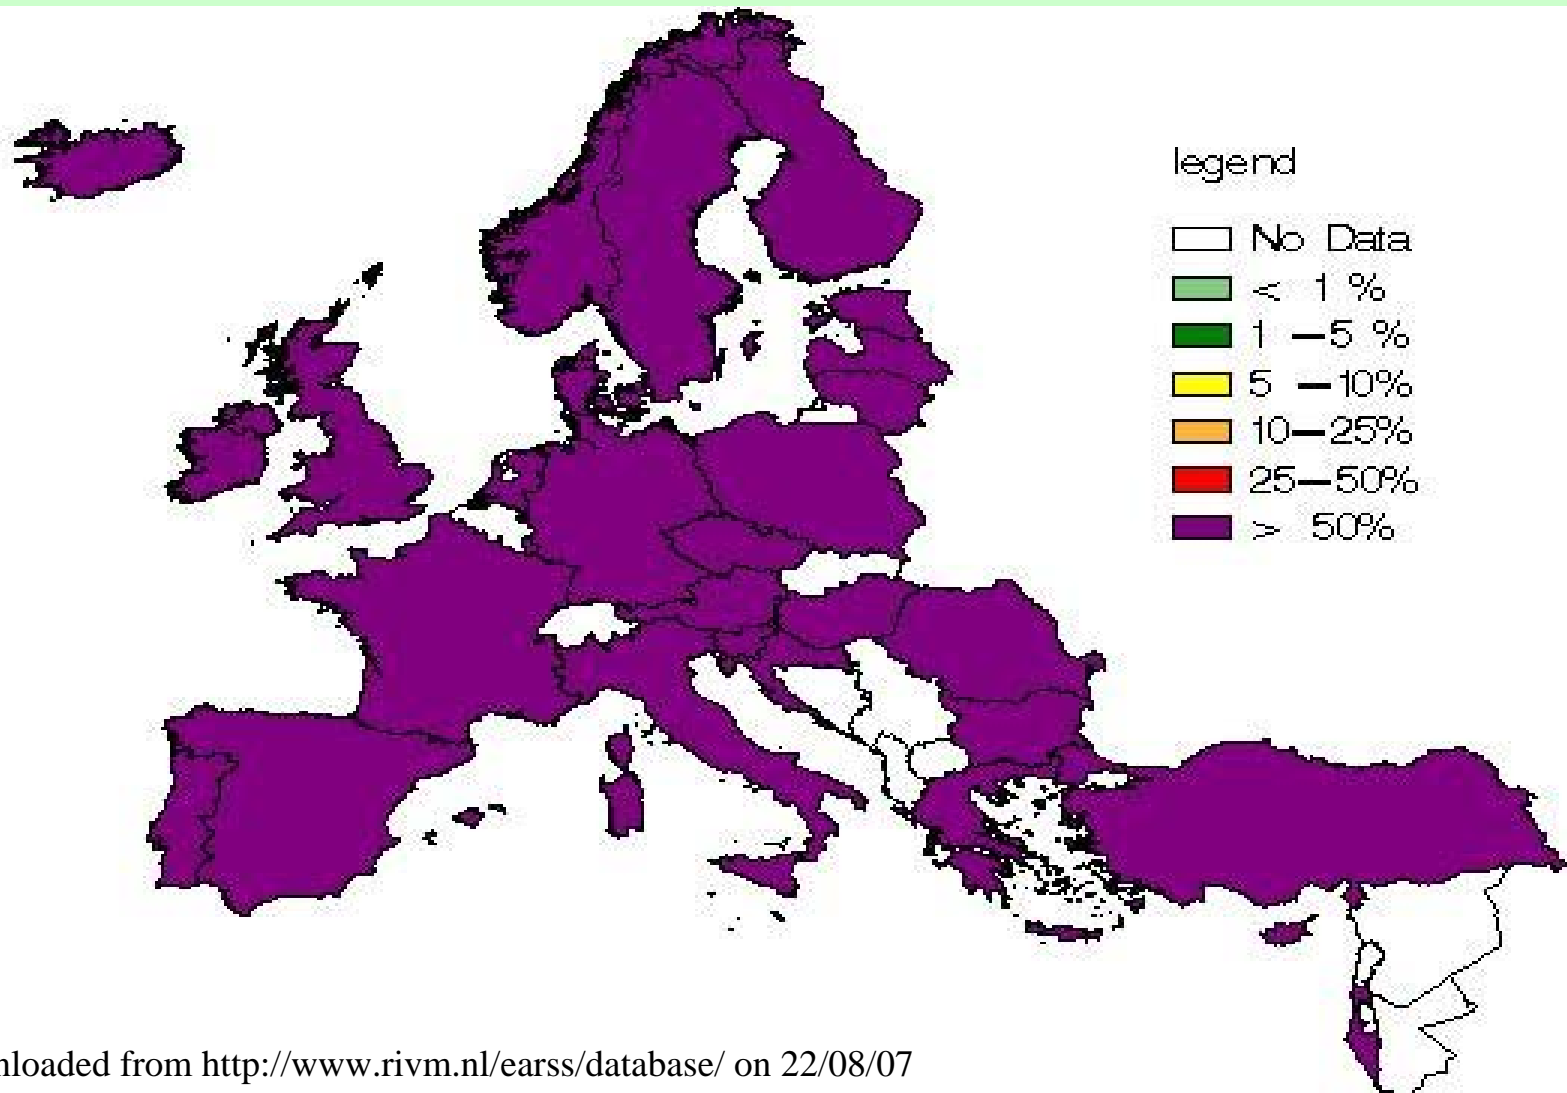 legend
No Data
< 1 %
1 –5 %
5 –10%
10–25%
25–50%
> 50%
nloaded from http://www.rivm.nl/earss/database/ on 22/08/07